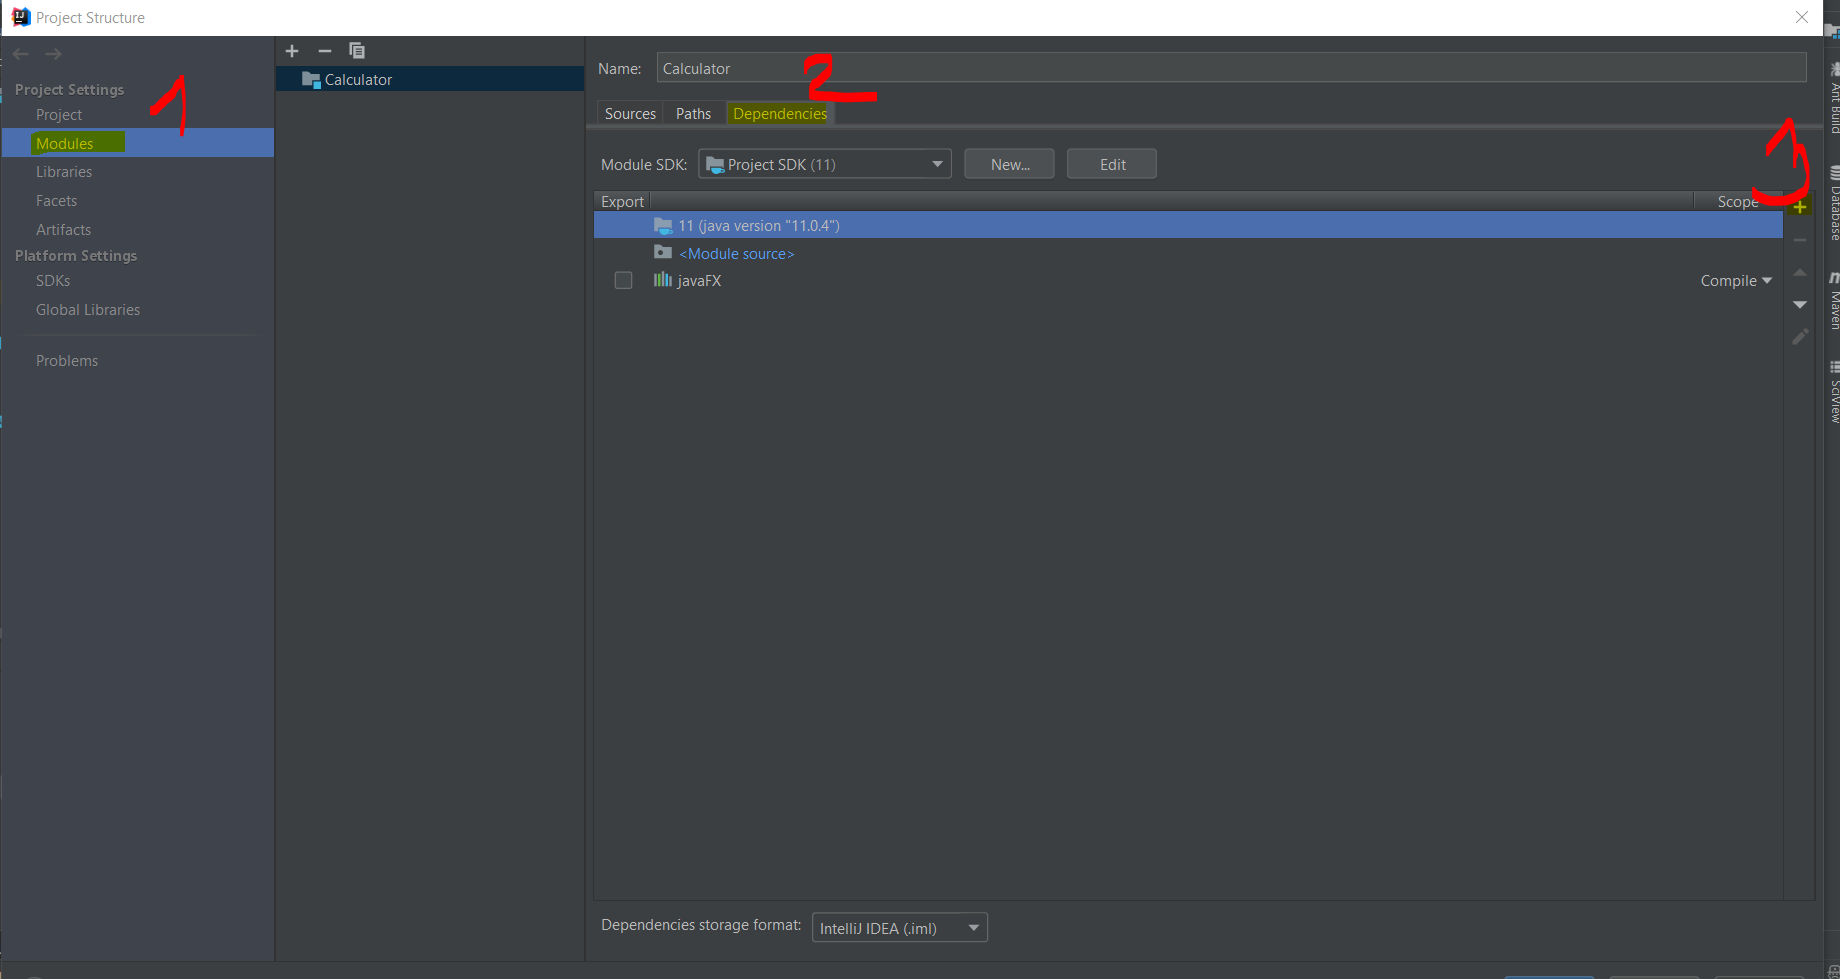 Project Structure
Project Settings
Project
Modules
Libraries
Facets
Artifacts
Platform Settings
SDKs
Global Libraries
Problems
1
Calculator
Name: Calculator
2
Sources Paths Dependencies
Module SDK: Project SDK (11) New... Edit
3
Export Scope
11 (java version "11.0.4")
<Module source>
javaFX Compile
Dependencies storage format: IntelliJ IDEA (.iml)
Ant Build
Database
Maven
SciView